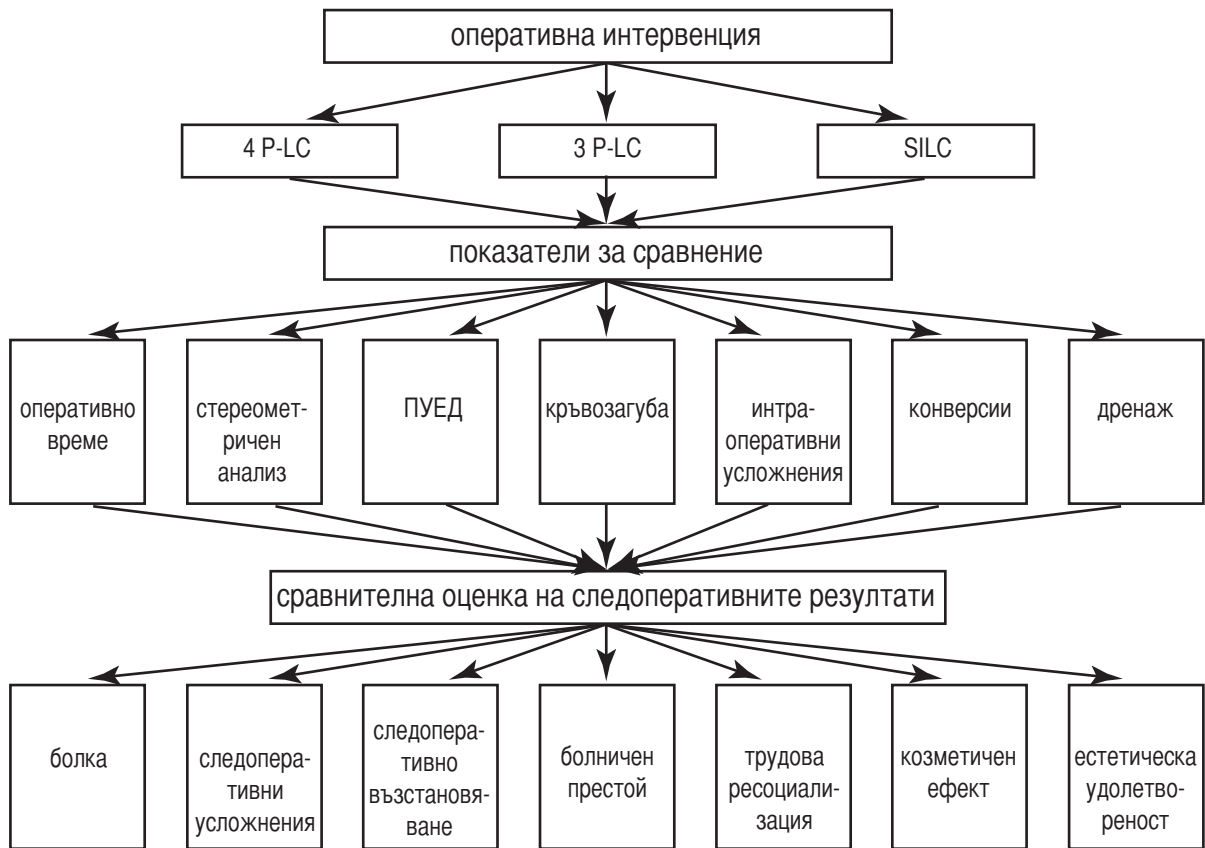 оперативна интервенция
4 P-LC
3 P-LC
SILC
показатели за сравнение
оперативно
време
стереомет-
ричен
анализ
ПУЕД
кръвозагуба
интра-
оперативни
усложнения
конверсии
дренаж
сравнителна оценка на следоперативните резултати
болка
следопера-
тивни
усложнения
следопера-
тивно
възстановя-
ване
болничен
престой
трудова
ресоциали-
зация
козметичен
ефект
естетическа
удолетво-
реност